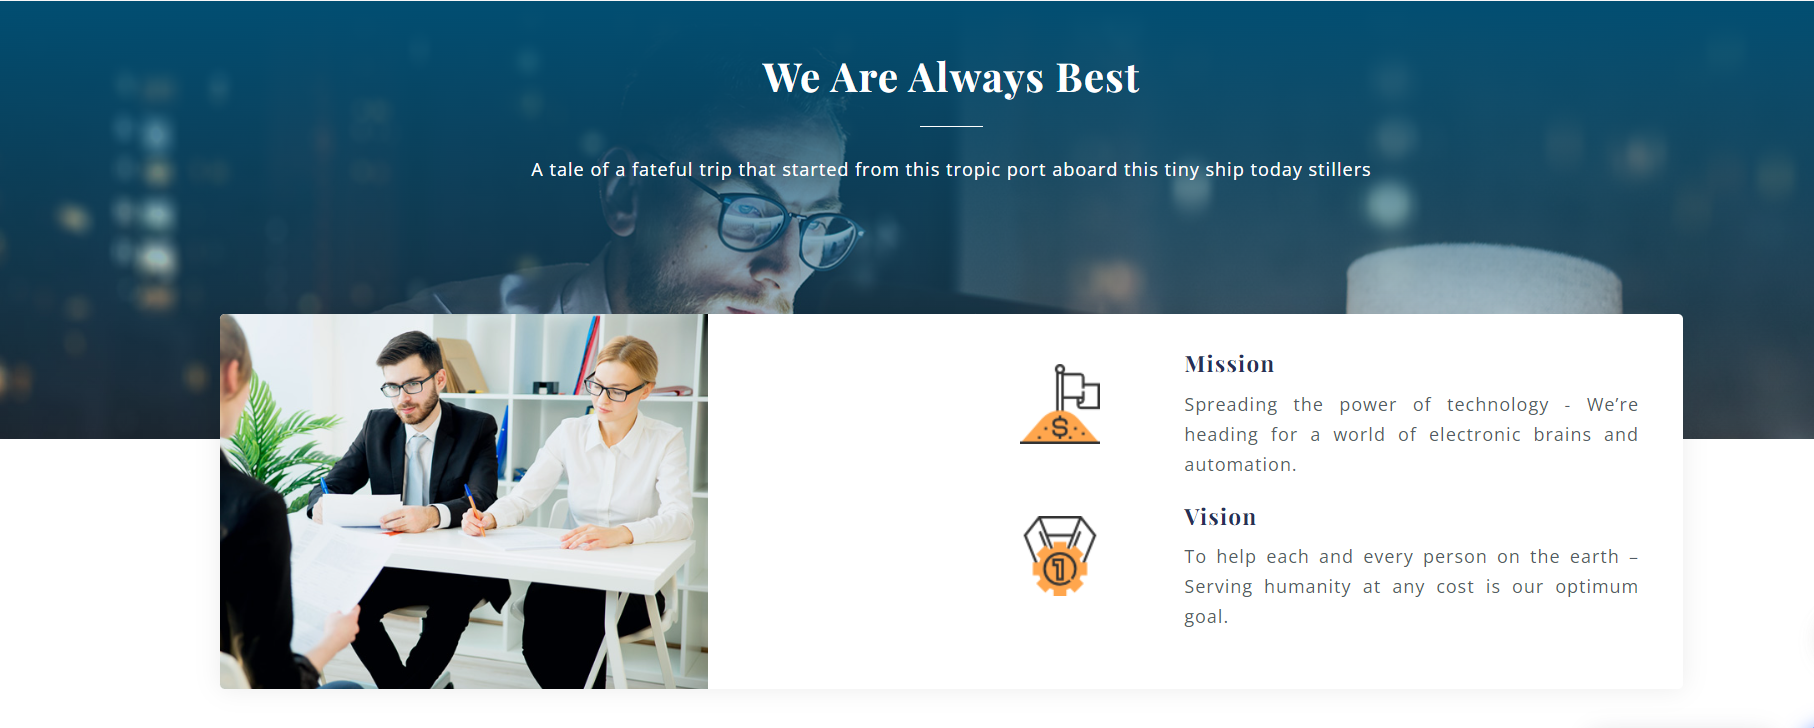 We Are Always Best
A tale of a fateful trip that started from this tropic port aboard this tiny ship today stillers
$
Mission
Spreading the power of technology - We’re
heading for a world of electronic brains and
automation.
1
Vision
To help each and every person on the earth –
Serving humanity at any cost is our optimum
goal.